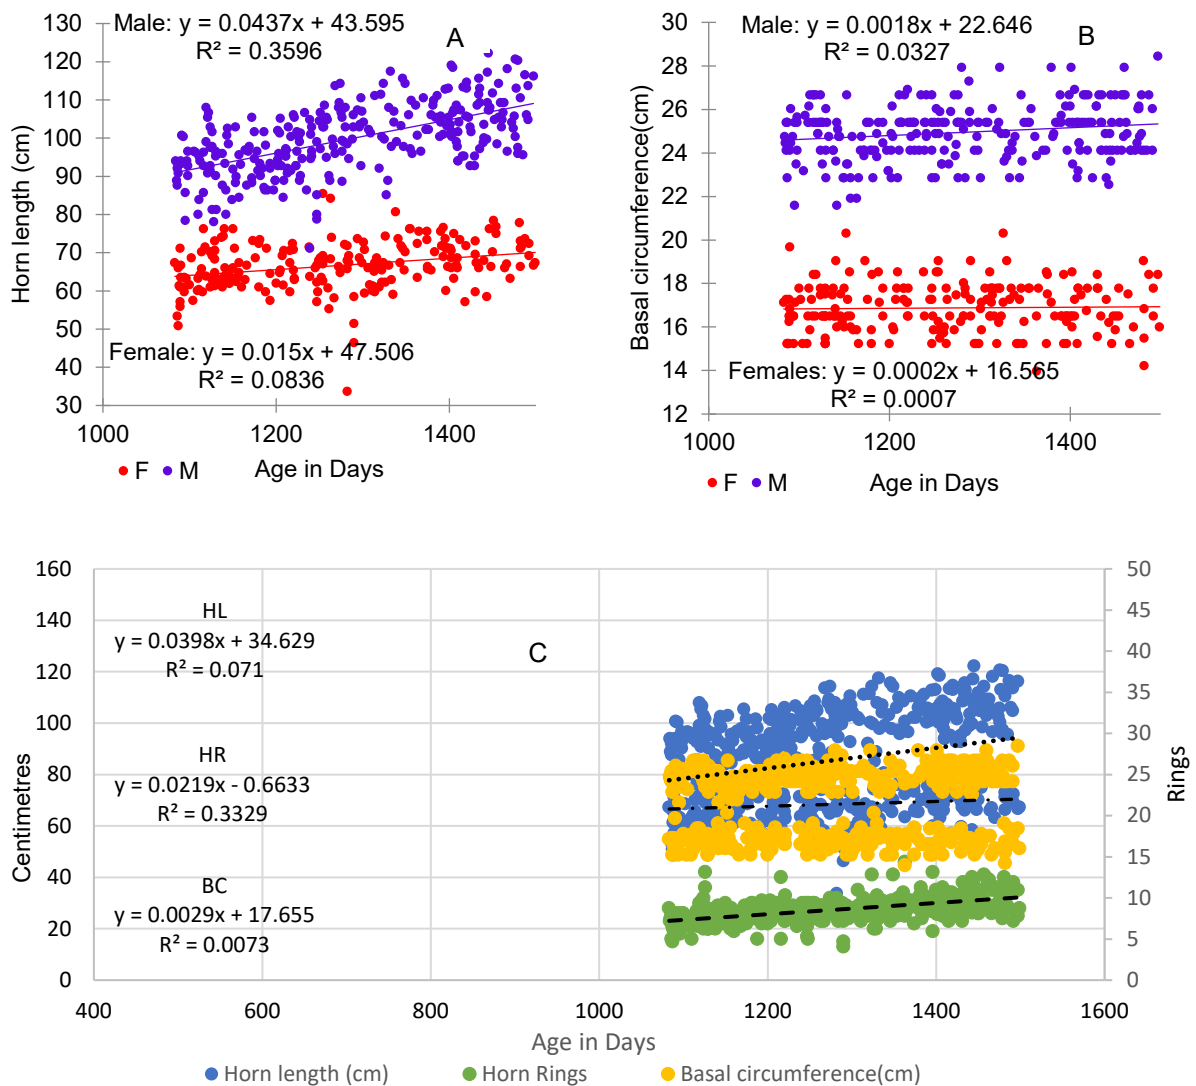 Male: y = 0.0437x + 43.595
R² = 0.3596
A
130
120
110
100
90
80
70
60
50
40
30
Horn length (cm)
Female: y = 0.015x + 47.506
R² = 0.0836
1000
1200
1400
F M
Age in Days
Male: y = 0.0018x + 22.646
R² = 0.0327
B
30
28
26
24
22
20
18
16
14
12
Basal circumference(cm)
Females: y = 0.0002x + 16.565
R² = 0.0007
1000
1200
1400
F M
Age in Days
160
140
120
100
80
60
40
20
0
Centimetres
HL
y = 0.0398x + 34.629
R² = 0.071
C
HR
y = 0.0219x - 0.6633
R² = 0.3329
BC
y = 0.0029x + 17.655
R² = 0.0073
50
45
40
35
30
25
20
15
10
5
0
Rings
400
600
800
1000
1200
1400
1600
Age in Days
Horn length (cm)
Horn Rings
Basal circumference(cm)